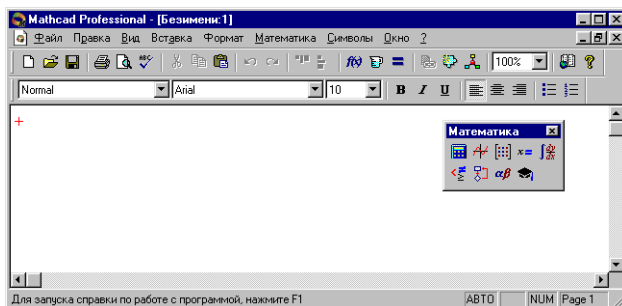 Mathcad Professional - [Безимени:1]
Файл Правка Вид Вставка Формат Математика Символы Окно ?
100%
Normal Arial 10 B I U
Математика
Для запуска справки по работе с программой, нажмите F1 АВТО NUM Page 1